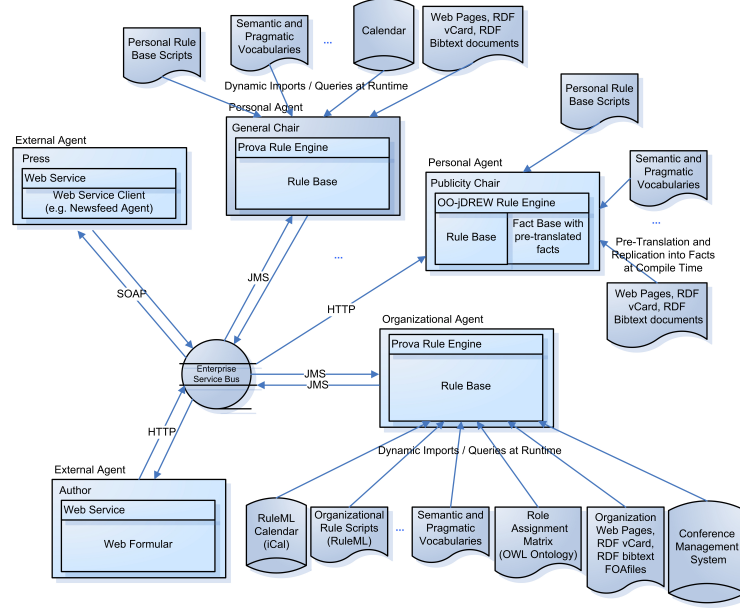 Personal Rule
Base Scripts
Semantic and
Pragmatic
Vocabularies
...
Calendar
Web Pages, RDF
vCard, RDF
Bibtext documents
Dynamic Imports / Queries at Runtime
Personal Agent
General Chair
Prova Rule Engine
Rule Base
External Agent
Press
Web Service
Web Service Client
(e.g. Newsfeed Agent)
Personal Rule
Base Scripts
Personal Agent
Publicity Chair
OO-jDREW Rule Engine
Rule Base
Fact Base with
pre-translated
facts
Semantic and
Pragmatic
Vocabularies
...
Pre-Translation and
Replication into Facts
at Compile Time
Web Pages, RDF
vCard, RDF
Bibtext documents
...
SOAP
JMS
HTTP
Enterprise
Service Bus
JMS
JMS
HTTP
Organizational Agent
Prova Rule Engine
Rule Base
Dynamic Imports / Queries at Runtime
External Agent
Author
Web Service
Web Formular
RuleML
Calendar
(iCal)
Organizational
Rule Scripts
(RuleML)
...
Semantic and
Pragmatic
Vocabularies
Role
Assignment
Matrix
(OWL Ontology)
Organization
Web Pages,
RDF vCard,
RDF bibtext
FOAfiles
Conference
Management
System